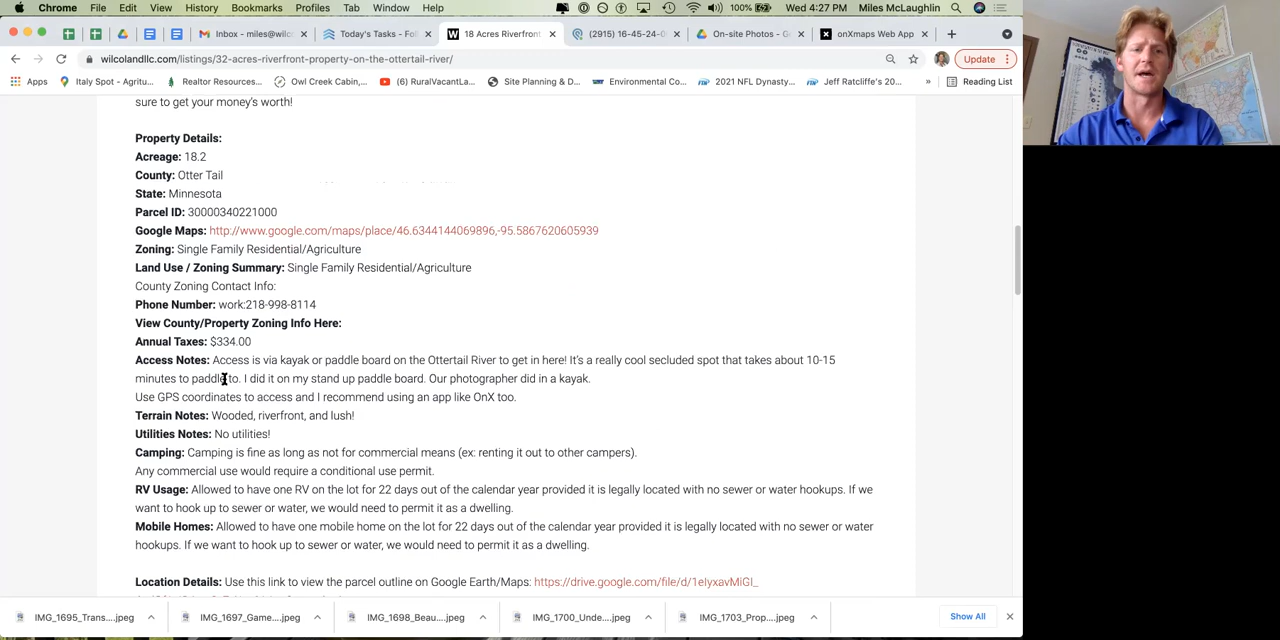 Chrome File Edit View History Bookmarks Profiles Tab Window Help 100% Wed 4:27 PM Miles McLaughlin
Inbox - miles@wilc Today's Tasks - Foll 18 Acres Riverfront (2915) 16-45-24-0 On-site Photos - G onXmaps Web App
wilcolandllc.com/listings/32-acres-riverfront-property-on-the-ottertail-river/ Update
Apps Italy Spot - Agritu... Realtor Resources... Owl Creek Cabin,... (6) RuralVacantLa... Site Planning & D... Environmental Co... 2021 NFL Dynasty... Jeff Ratcliffe's 20... » Reading List
sure to get your money's worth!
Property Details:
Acreage: 18.2
County: Otter Tail
State: Minnesota
Parcel ID: 30000340221000
Google Maps: http://www.google.com/maps/place/46.6344144069896,-95.5867620605939
Zoning: Single Family Residential/Agriculture
Land Use / Zoning Summary: Single Family Residential/Agriculture
County Zoning Contact Info:
Phone Number: work:218-998-8114
View County/Property Zoning Info Here:
Annual Taxes: $334.00
Access Notes: Access is via kayak or paddle board on the Ottertail River to get in here! It's a really cool secluded spot that takes about 10-15
minutes to paddle to. I did it on my stand up paddle board. Our photographer did in a kayak.
Use GPS coordinates to access and I recommend using an app like OnX too.
Terrain Notes: Wooded, riverfront, and lush!
Utilities Notes: No utilities!
Camping: Camping is fine as long as not for commercial means (ex: renting it out to other campers).
Any commercial use would require a conditional use permit.
RV Usage: Allowed to have one RV on the lot for 22 days out of the calendar year provided it is legally located with no sewer or water hookups. If we
want to hook up to sewer or water, we would need to permit it as a dwelling.
Mobile Homes: Allowed to have one mobile home on the lot for 22 days out of the calendar year provided it is legally located with no sewer or water
hookups. If we want to hook up to sewer or water, we would need to permit it as a dwelling.
Location Details: Use this link to view the parcel outline on Google Earth/Maps: https://drive.google.com/file/d/1eIyxavMiGI_
IMG_1695_Trans....jpeg IMG_1697_Game....jpeg IMG_1698_Beau....jpeg IMG_1700_Unde....jpeg IMG_1703_Prop....jpeg Show All